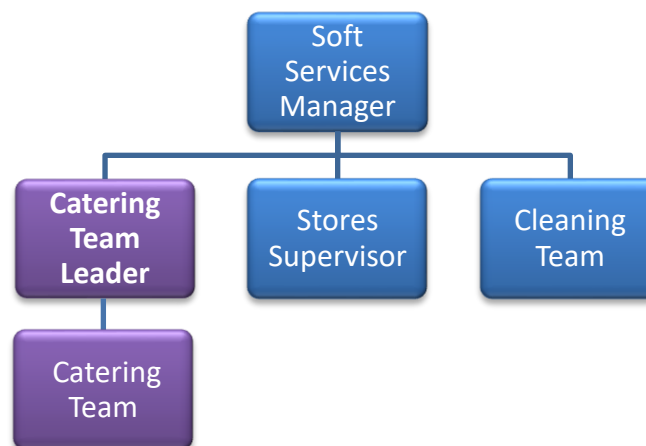 Soft
Services
Manager
Catering
Team
Leader
Stores
Supervisor
Cleaning
Team
Catering
Team